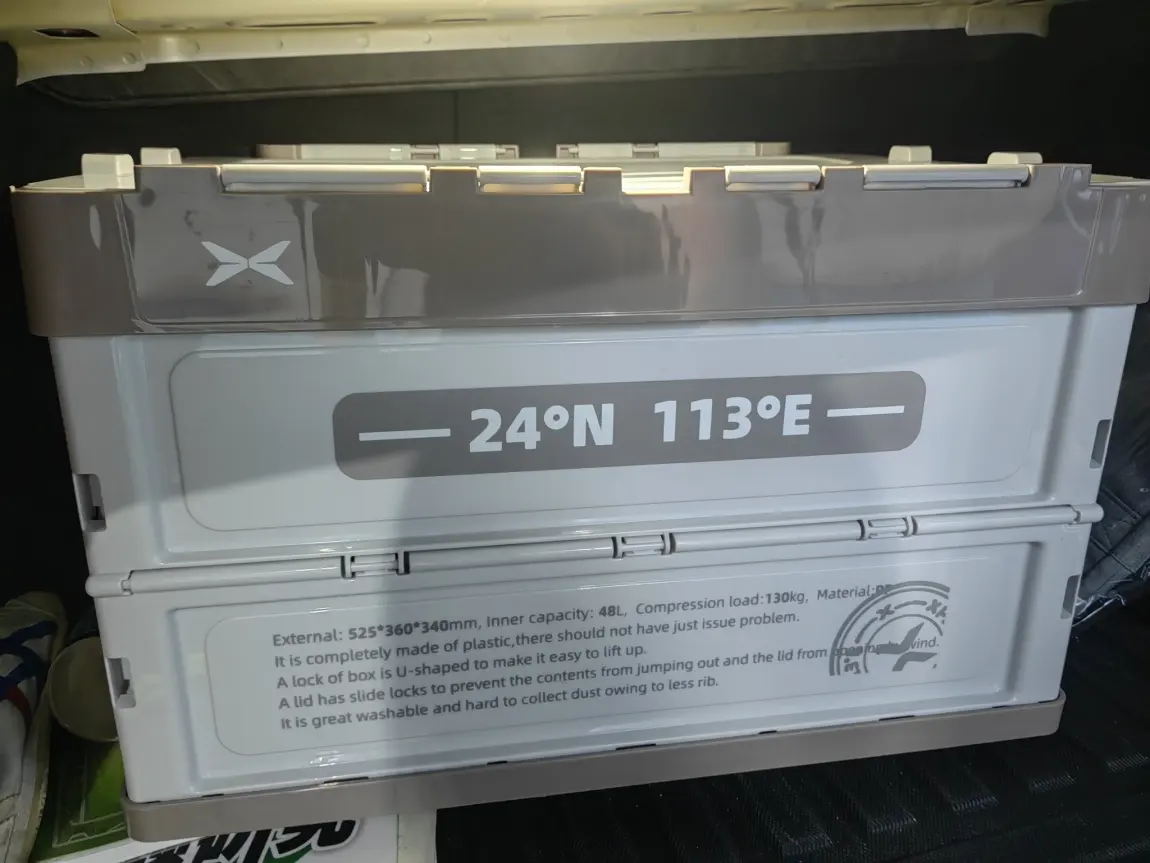 24°N 113°E
External: 525*360*340mm, Inner capacity: 48L, Compression load:130kg, Material:PP
It is completely made of plastic,there should not have just issue problem.
A lock of box is U-shaped to make it easy to lift up.
A lid has slide locks to prevent the contents from jumping out and the lid from opening wind.
It is great washable and hard to collect dust owing to less rib.